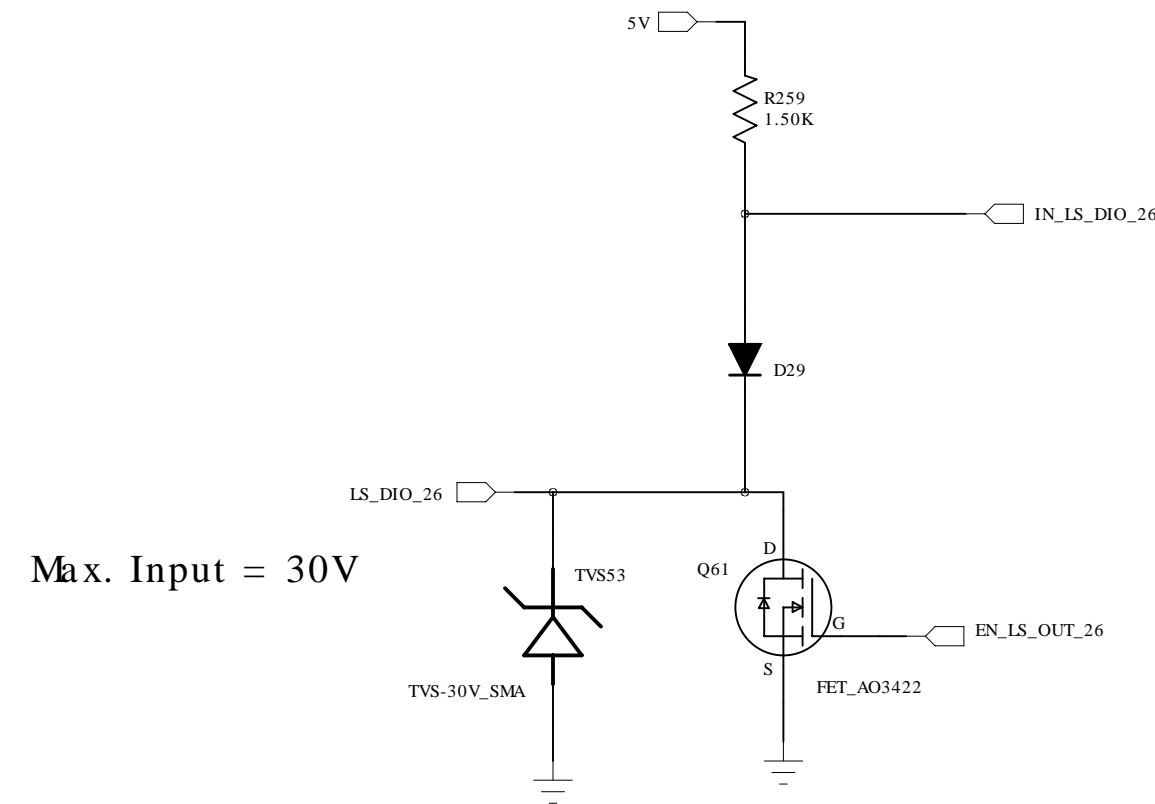 5V
R259
1.50K
IN_LS_DIO_26
D29
LS_DIO_26
Max. Input = 30V
TVS53
TVS-30V_SMA
Q61
D
G
S
EN_LS_OUT_26
FET_AO3422